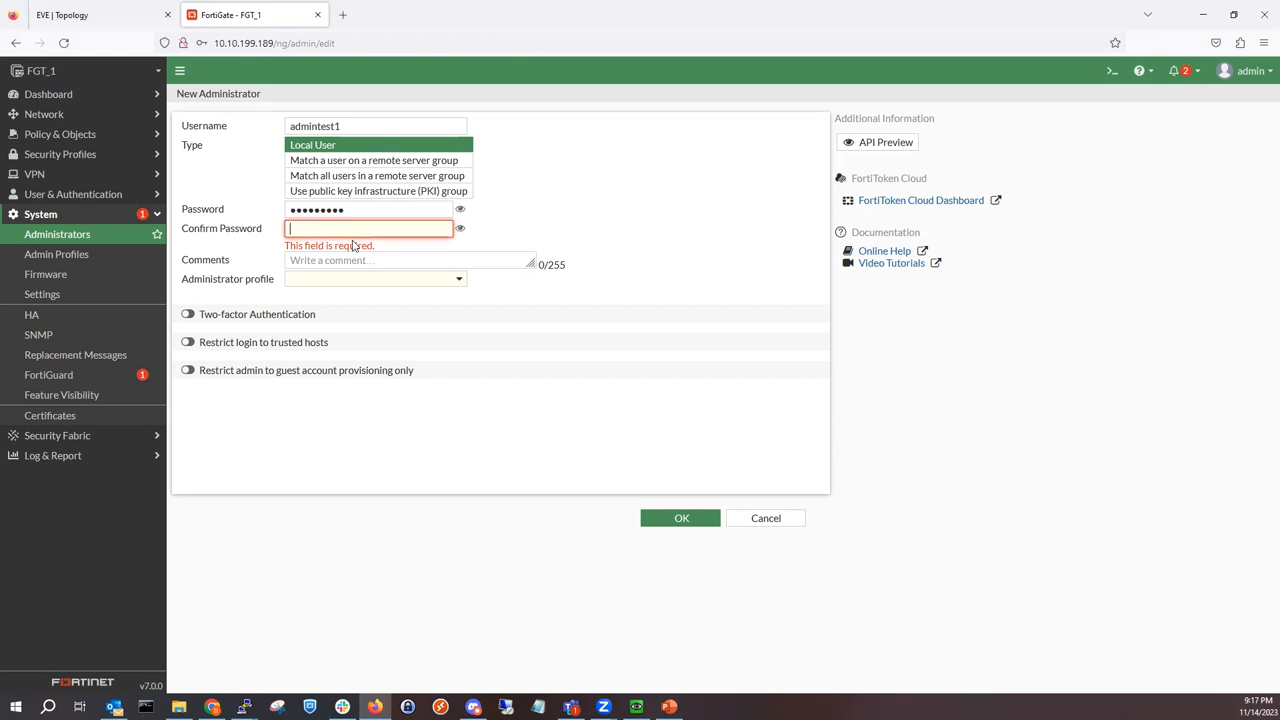 EVE | Topology
FortiGate - FGT_1
10.10.199.189/ng/admin/edit
FGT_1
2
admin
Dashboard
Network
Policy & Objects
Security Profiles
VPN
User & Authentication
System 1
Administrators
Admin Profiles
Firmware
Settings
HA
SNMP
Replacement Messages
FortiGuard 1
Feature Visibility
Certificates
Security Fabric
Log & Report
FORTINET v7.0.0
New Administrator
Username admintest1
Type Local User
Match a user on a remote server group
Match all users in a remote server group
Use public key infrastructure (PKI) group
Password •••••••••
Confirm Password
This field is required.
Comments Write a comment... 0/255
Administrator profile
Two-factor Authentication
Restrict login to trusted hosts
Restrict admin to guest account provisioning only
OK Cancel
Additional Information
API Preview
FortiToken Cloud
FortiToken Cloud Dashboard
Documentation
Online Help
Video Tutorials
9:17 PM
11/14/2023